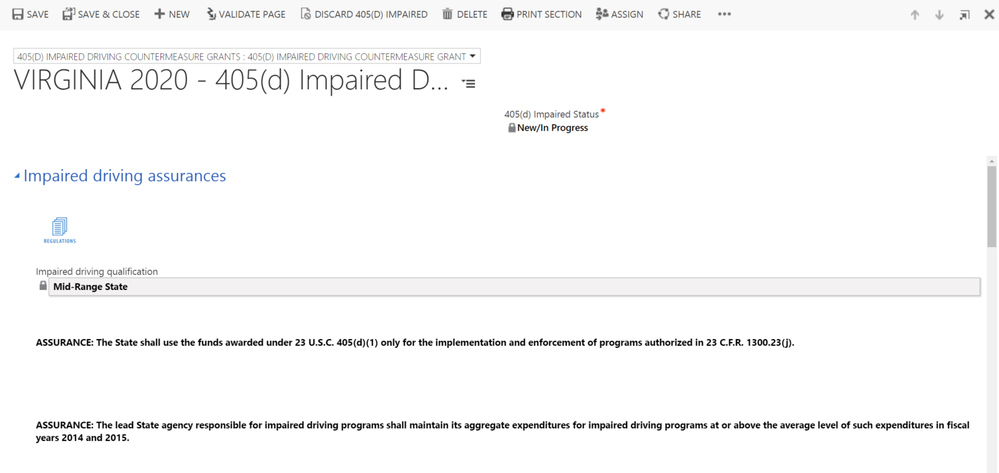 SAVE SAVE & CLOSE NEW VALIDATE PAGE DISCARD 405(D) IMPAIRED DELETE PRINT SECTION ASSIGN SHARE •••
405(D) IMPAIRED DRIVING COUNTERMEASURE GRANTS : 405(D) IMPAIRED DRIVING COUNTERMEASURE GRANT
VIRGINIA 2020 - 405(d) Impaired D...
405(d) Impaired Status*
New/In Progress
Impaired driving assurances
REGULATIONS
Impaired driving qualification
Mid-Range State
ASSURANCE: The State shall use the funds awarded under 23 U.S.C. 405(d)(1) only for the implementation and enforcement of programs authorized in 23 C.F.R. 1300.23(j).
ASSURANCE: The lead State agency responsible for impaired driving programs shall maintain its aggregate expenditures for impaired driving programs at or above the average level of such expenditures in fiscal
years 2014 and 2015.